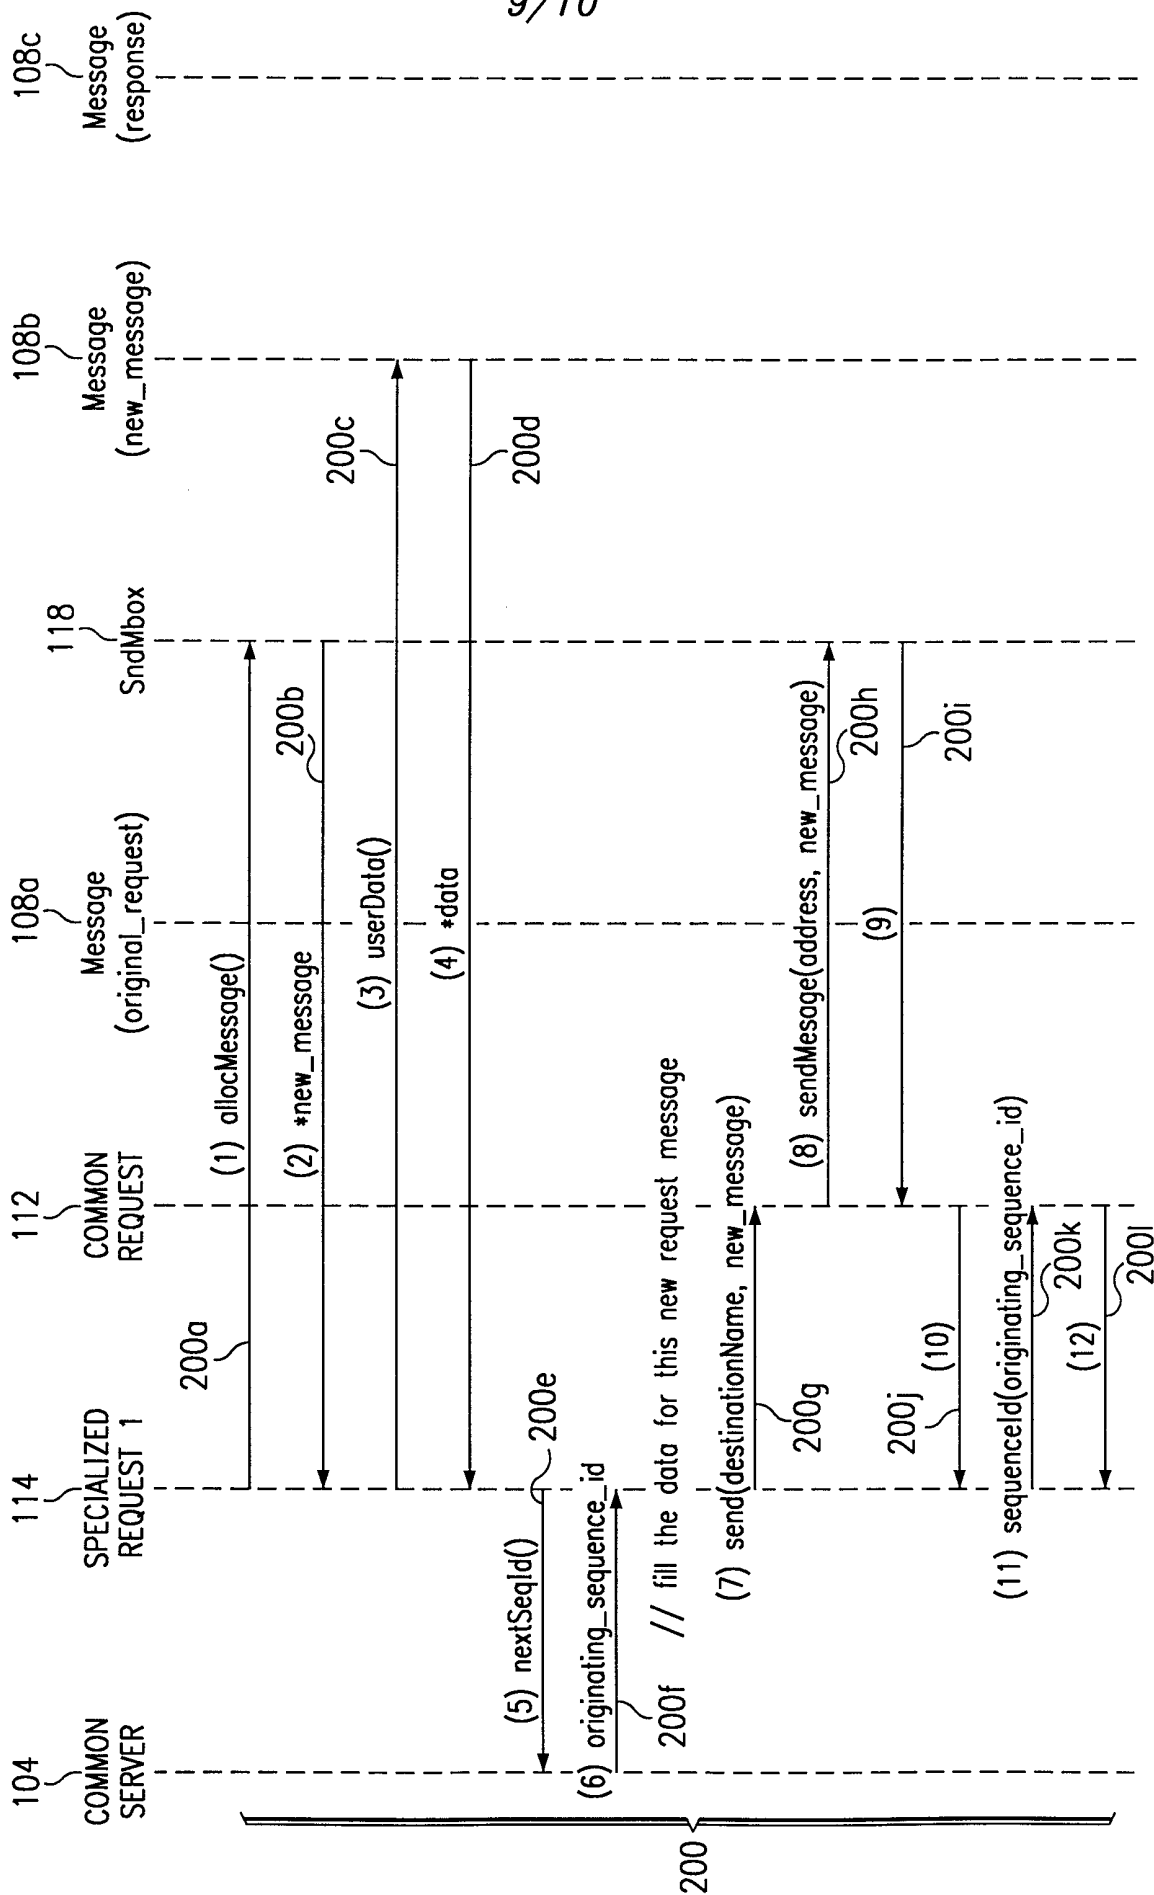 9/10
104
COMMON
SERVER
114
SPECIALIZED
REQUEST 1
112
COMMON
REQUEST
108a
Message
(original_request)
118
SndMbox
108b
Message
(new_message)
108c
Message
(response)
200a
(1) allocMessage()
(2) *new_message
200b
(3) userData()
200c
(4) *data
200d
(5) nextSeqId()
200e
(6) originating_sequence_id
200f
// fill the data for this new request message
(7) send(destinationName, new_message)
200g
(8) sendMesage(address, new_message)
200h
(9)
200i
(10)
200j
(11) sequenceId(originating_sequence_id)
200k
(12)
200l
200